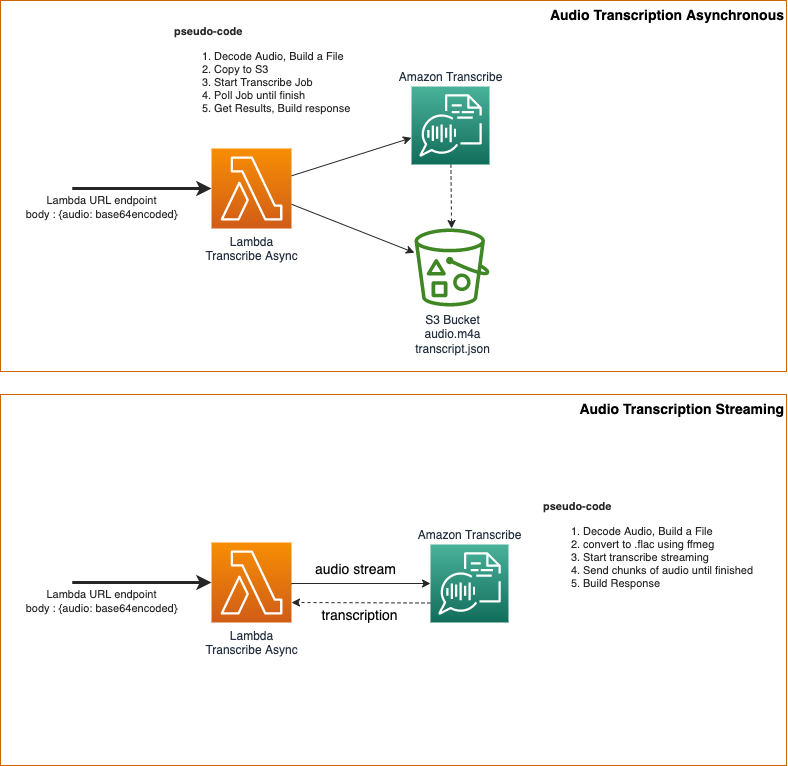 Audio Transcription Asynchronous
pseudo-code
1. Decode Audio, Build a File
2. Copy to S3
3. Start Transcribe Job
4. Poll Job until finish
5. Get Results, Build response
Amazon Transcribe
Lambda URL endpoint
body : {audio: base64encoded}
Lambda
Transcribe Async
S3 Bucket
audio.m4a
transcript.json
Audio Transcription Streaming
pseudo-code
1. Decode Audio, Build a File
2. convert to .flac using ffmeg
3. Start transcribe streaming
4. Send chunks of audio until finished
5. Build Response
Amazon Transcribe
audio stream
transcription
Lambda URL endpoint
body : {audio: base64encoded}
Lambda
Transcribe Async